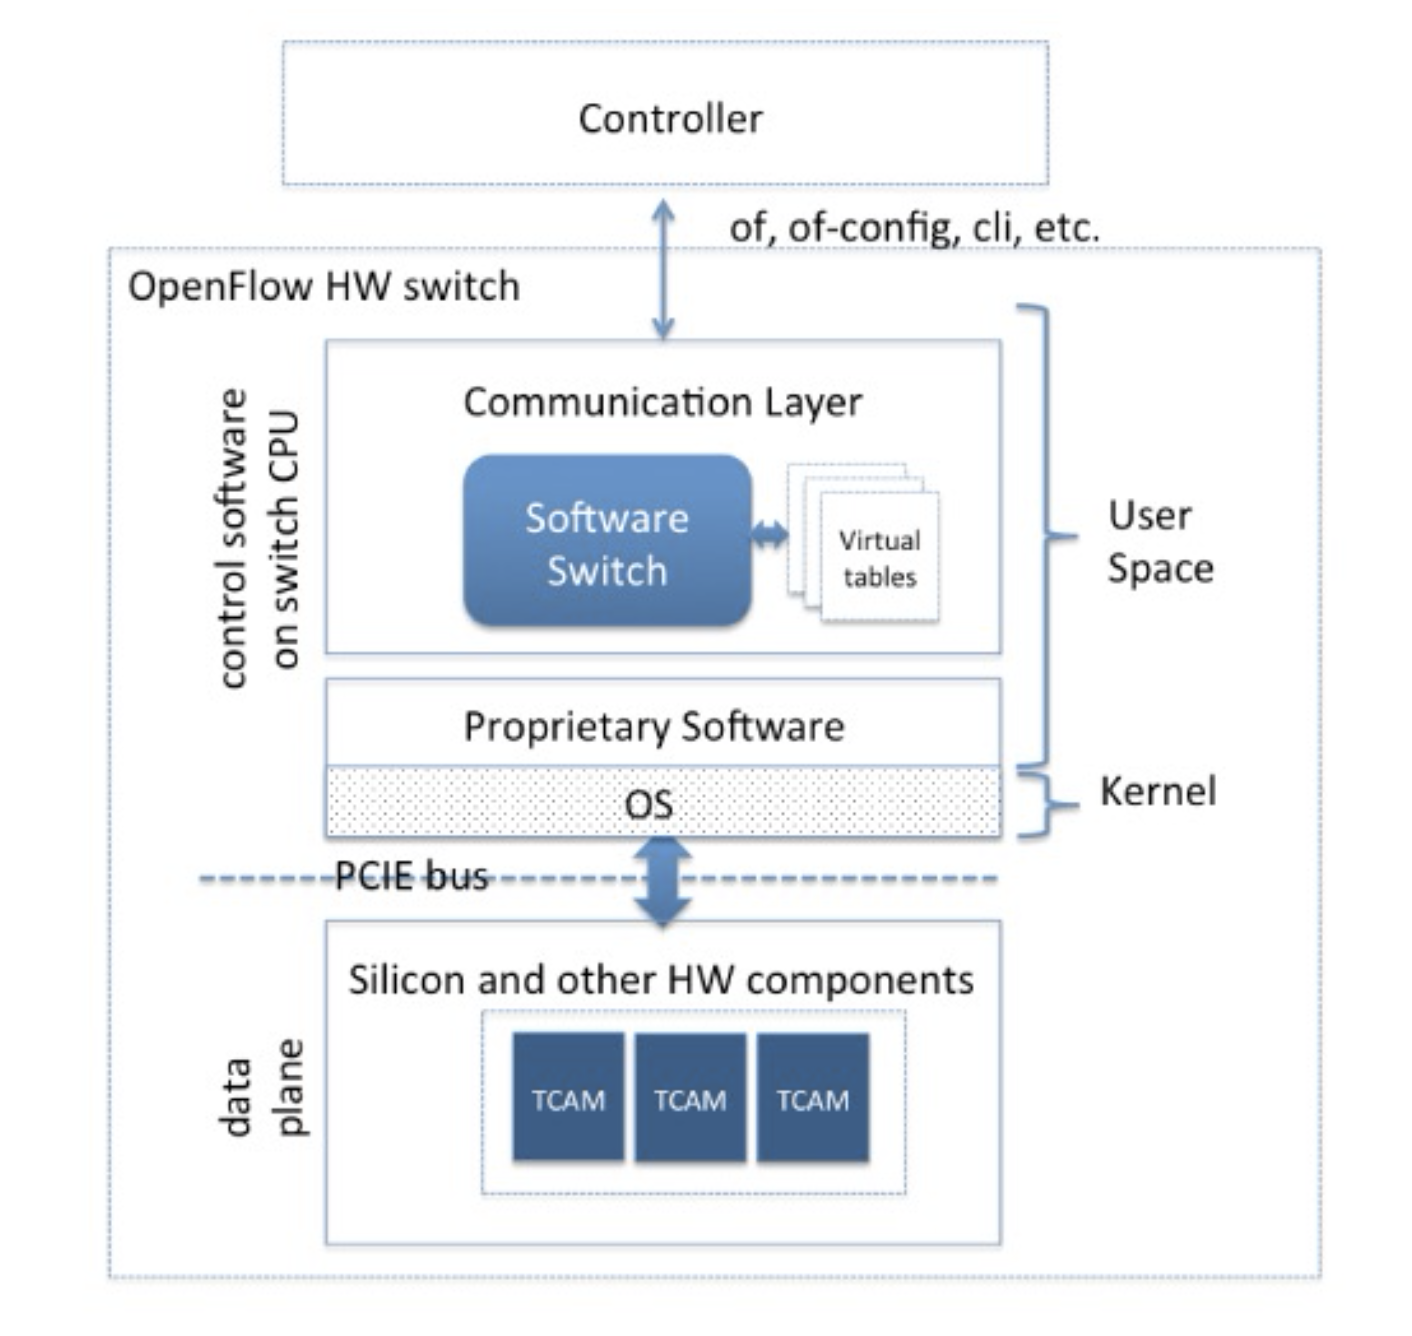 Controller
of, of-config, cli, etc.
OpenFlow HW switch
control software
on switch CPU
Communication Layer
Software
Switch
Virtual
tables
User
Space
Proprietary Software
OS
Kernel
PCIE bus
data
plane
Silicon and other HW components
TCAM
TCAM
TCAM